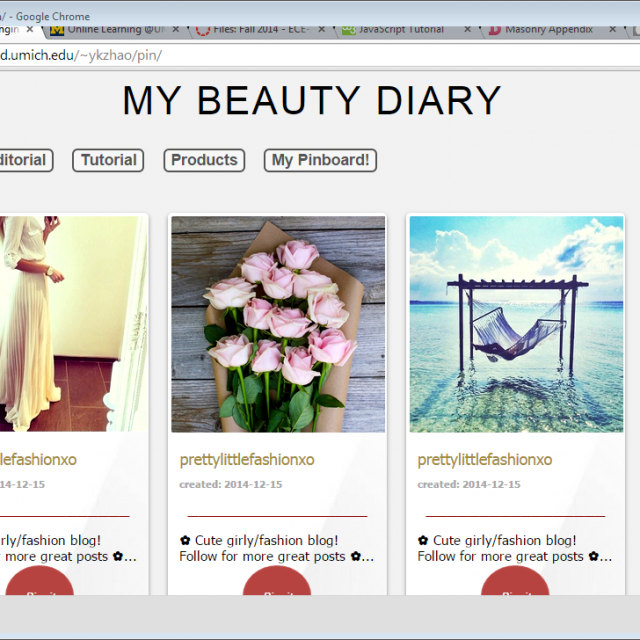 / - Google Chrome
Online Learning @UM
Files: Fall 2014 - ECE-
JavaScript Tutorial
Masonry Appendix
d.umich.edu/~ykzhao/pin/
MY BEAUTY DIARY
ditorial
Tutorial
Products
My Pinboard!
lefashionxo
14-12-15
rly/fashion blog!
more great posts ✿...
prettylittlefashionxo
created: 2014-12-15
✿ Cute girly/fashion blog!
Follow for more great posts ✿...
prettylittlefashionxo
created: 2014-12-15
✿ Cute girly/fashion blog!
Follow for more great posts ✿...